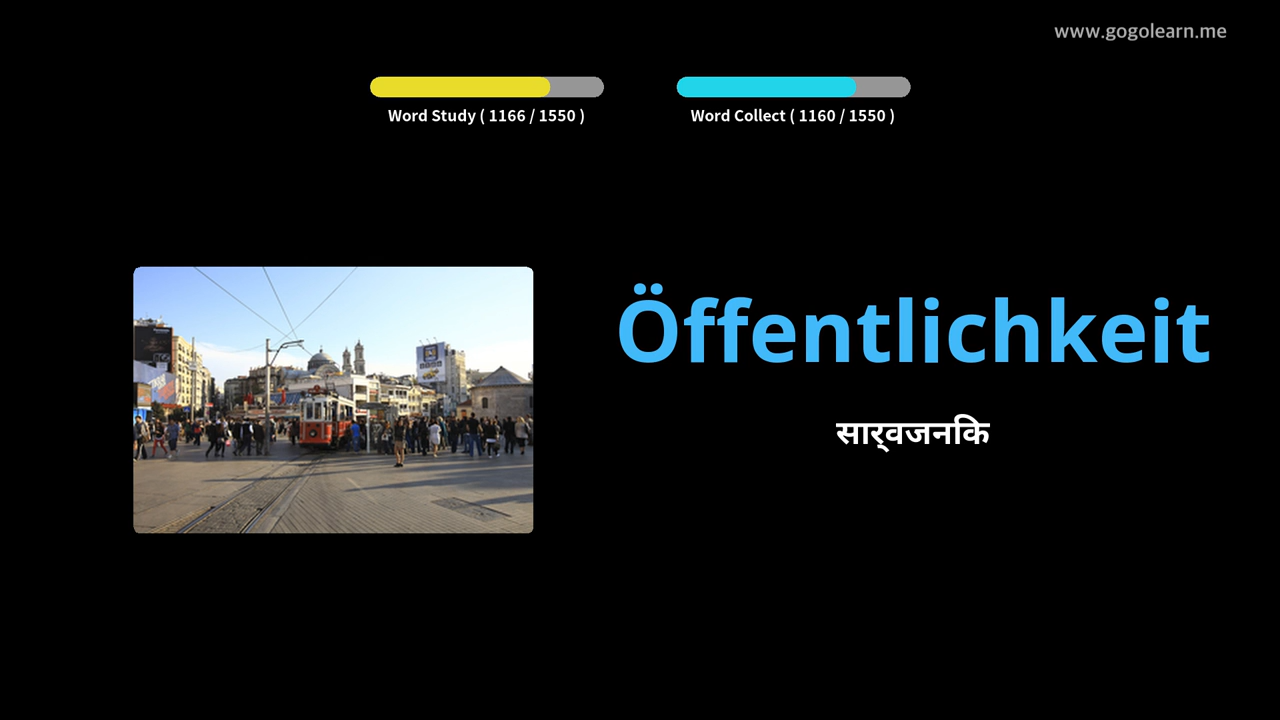 www.gogolearn.me
Word Study ( 1166 / 1550 )
Word Collect ( 1160 / 1550 )
Öffentlichkeit
सार्वजनकि